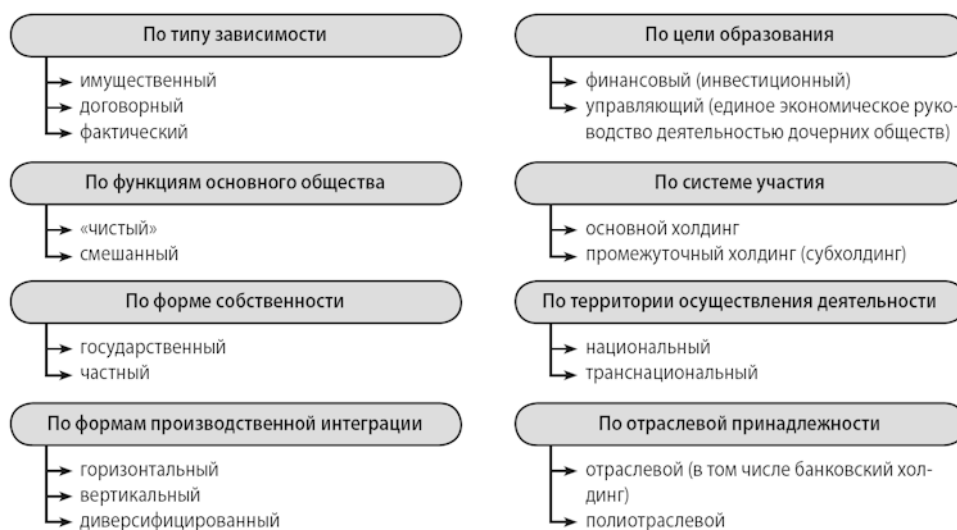 По типу зависимости
имущественный
договорный
фактический
По функциям основного общества
«чистый»
смешанный
По форме собственности
государственный
частный
По формам производственной интеграции
горизонтальный
вертикальный
диверсифицированный
По цели образования
финансовый (инвестиционный)
управляющий (единое экономическое руко-
водство деятельностью дочерних обществ)
По системе участия
основной холдинг
промежуточный холдинг (субхолдинг)
По территории осуществления деятельности
национальный
транснациональный
По отраслевой принадлежности
отраслевой (в том числе банковский хол-
динг)
полиотраслевой